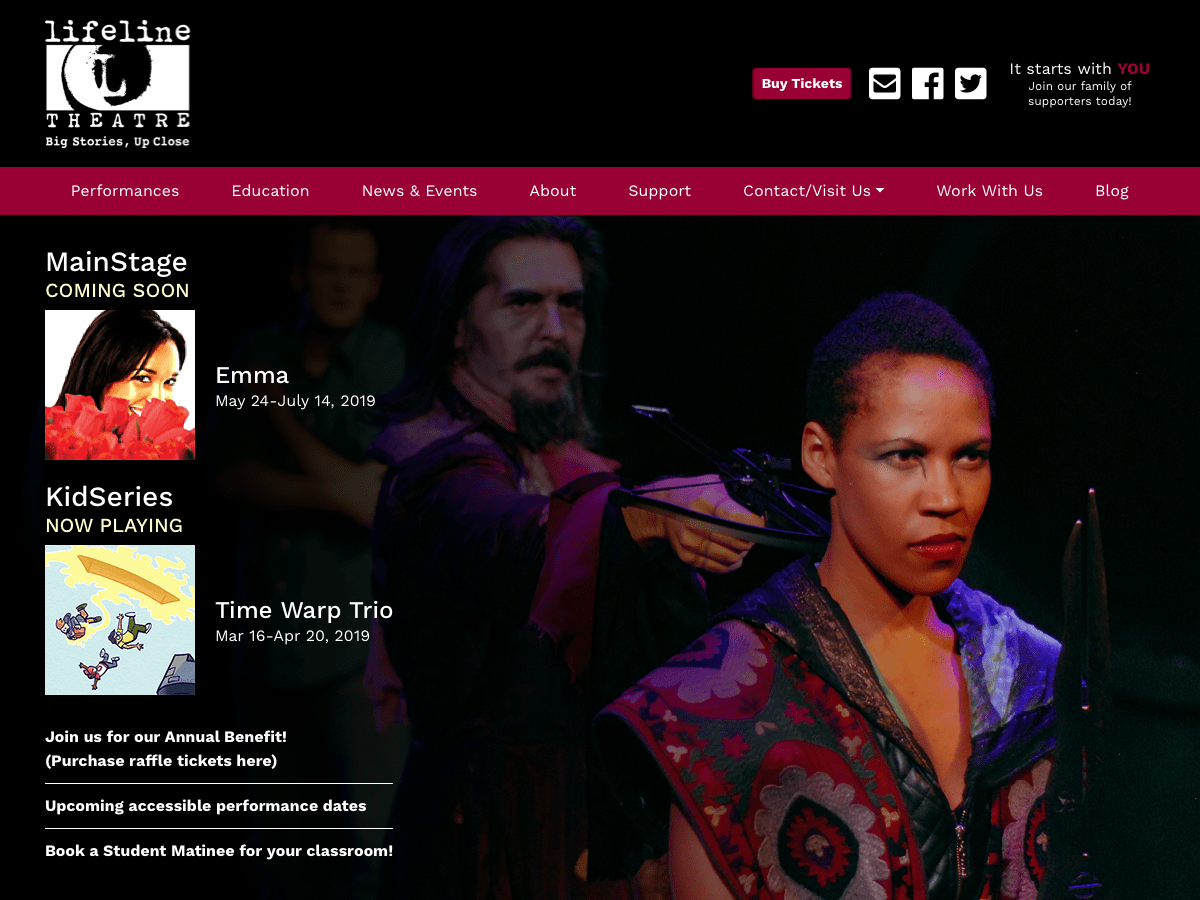 lifeline
L
THEATRE
Big Stories, Up Close
Buy Tickets
It starts with YOU
Join our family of
supporters today!
Performances
Education
News & Events
About
Support
Contact/Visit Us
Work With Us
Blog
MainStage
COMING SOON
Emma
May 24-July 14, 2019
KidSeries
NOW PLAYING
Time Warp Trio
Mar 16-Apr 20, 2019
Join us for our Annual Benefit!
(Purchase raffle tickets here)
Upcoming accessible performance dates
Book a Student Matinee for your classroom!